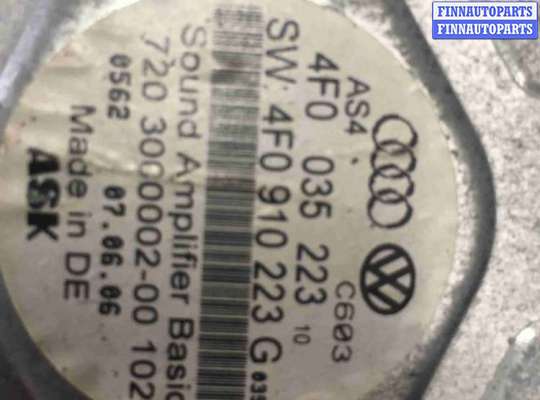 FINNAUTOPARTS
FINNAUTOPARTS
AS4 . C603
4F0 035 223 10
SW: 4F0 910 223 G
Sound Amplifier Basic
720 3000002-00 102
0562 07.06.06
Made in DE
ASK